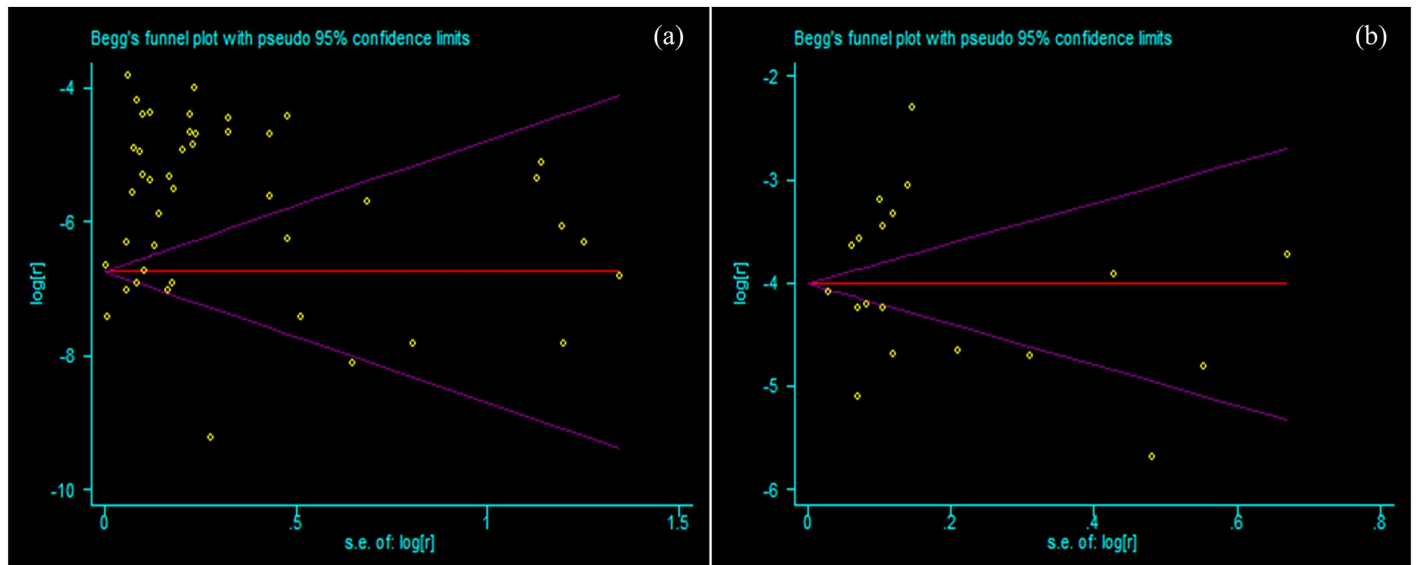 Begg's funnel plot with pseudo 95% confidence limits
(a)
-4
-6
-8
-10
log[r]
0
.5
1
1.5
s.e. of: log[r]
Begg's funnel plot with pseudo 95% confidence limits
(b)
-2
-3
-4
-5
-6
log[r]
0
.2
.4
.6
.8
s.e. of: log[r]